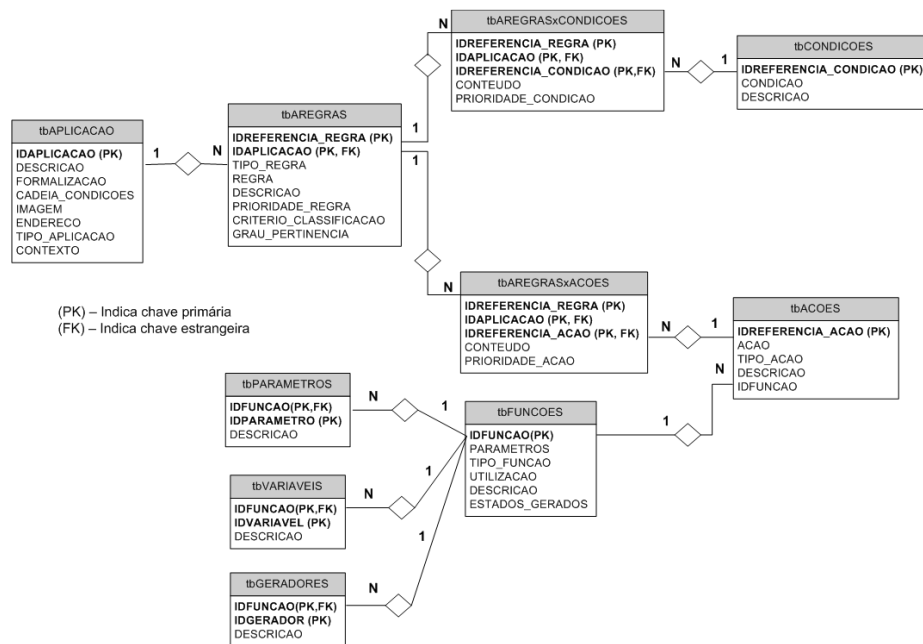 tbAREGRASxCONDICOES
IDREFERENCIA_REGRA (PK)
IDAPLICACAO (PK, FK)
IDREFERENCIA_CONDICAO (PK,FK)
CONTEUDO
PRIORIDADE_CONDICAO
N
N
1
tbCONDICOES
IDREFERENCIA_CONDICAO (PK)
CONDICAO
DESCRICAO
tbAPLICACAO
IDAPLICACAO (PK)
DESCRICAO
FORMALIZACAO
CADEIA_CONDICOES
IMAGEM
ENDERECO
TIPO_APLICACAO
CONTEXTO
1
N
tbAREGRAS
IDREFERENCIA_REGRA (PK)
IDAPLICACAO (PK, FK)
TIPO_REGRA
REGRA
DESCRICAO
PRIORIDADE_REGRA
CRITERIO_CLASSIFICACAO
GRAU_PERTINENCIA
1
1
N
(PK) – Indica chave primária
(FK) – Indica chave estrangeira
tbAREGRASxACOES
IDREFERENCIA_REGRA (PK)
IDAPLICACAO (PK, FK)
IDREFERENCIA_ACAO (PK, FK)
CONTEUDO
PRIORIDADE_ACAO
N
1
tbACOES
IDREFERENCIA_ACAO (PK)
ACAO
TIPO_ACAO
DESCRICAO
IDFUNCAO
N
1
tbPARAMETROS
IDFUNCAO(PK,FK)
IDPARAMETRO (PK)
DESCRICAO
N
1
tbFUNCOES
IDFUNCAO(PK)
PARAMETROS
TIPO_FUNCAO
UTILIZACAO
DESCRICAO
ESTADOS_GERADOS
tbVARIAVEIS
IDFUNCAO(PK,FK)
IDVARIAVEL (PK)
DESCRICAO
N
1
tbGERADORES
IDFUNCAO(PK,FK)
IDGERADOR (PK)
DESCRICAO
N
1